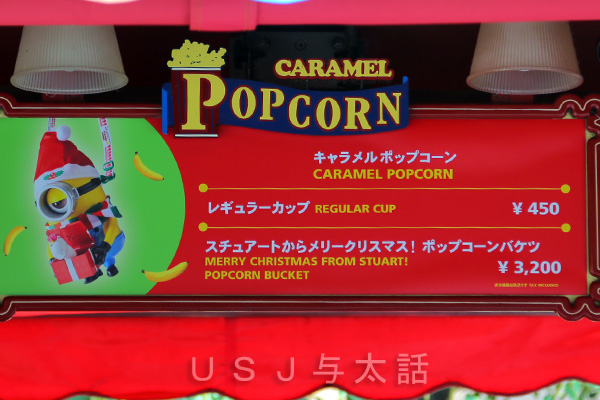 CARAMEL
POPCORN
キャラメル ポップコーン
CARAMEL POPCORN
レギュラーカップ REGULAR CUP ¥ 450
スチュアートからメリークリスマス! ポップコーンバケツ
MERRY CHRISTMAS FROM STUART!
POPCORN BUCKET ¥ 3,200
USJ与太話